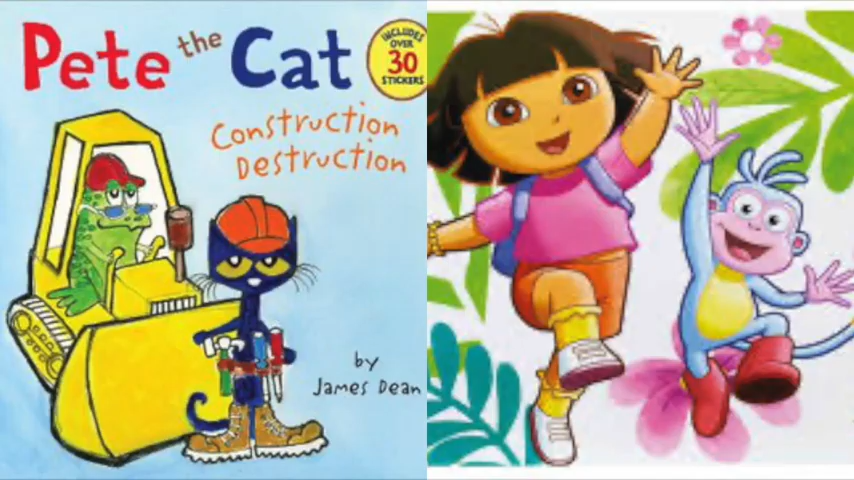 Pete the Cat
INCLUDES
OVER
30
STICKERS
Construction
Destruction
by
James Dean